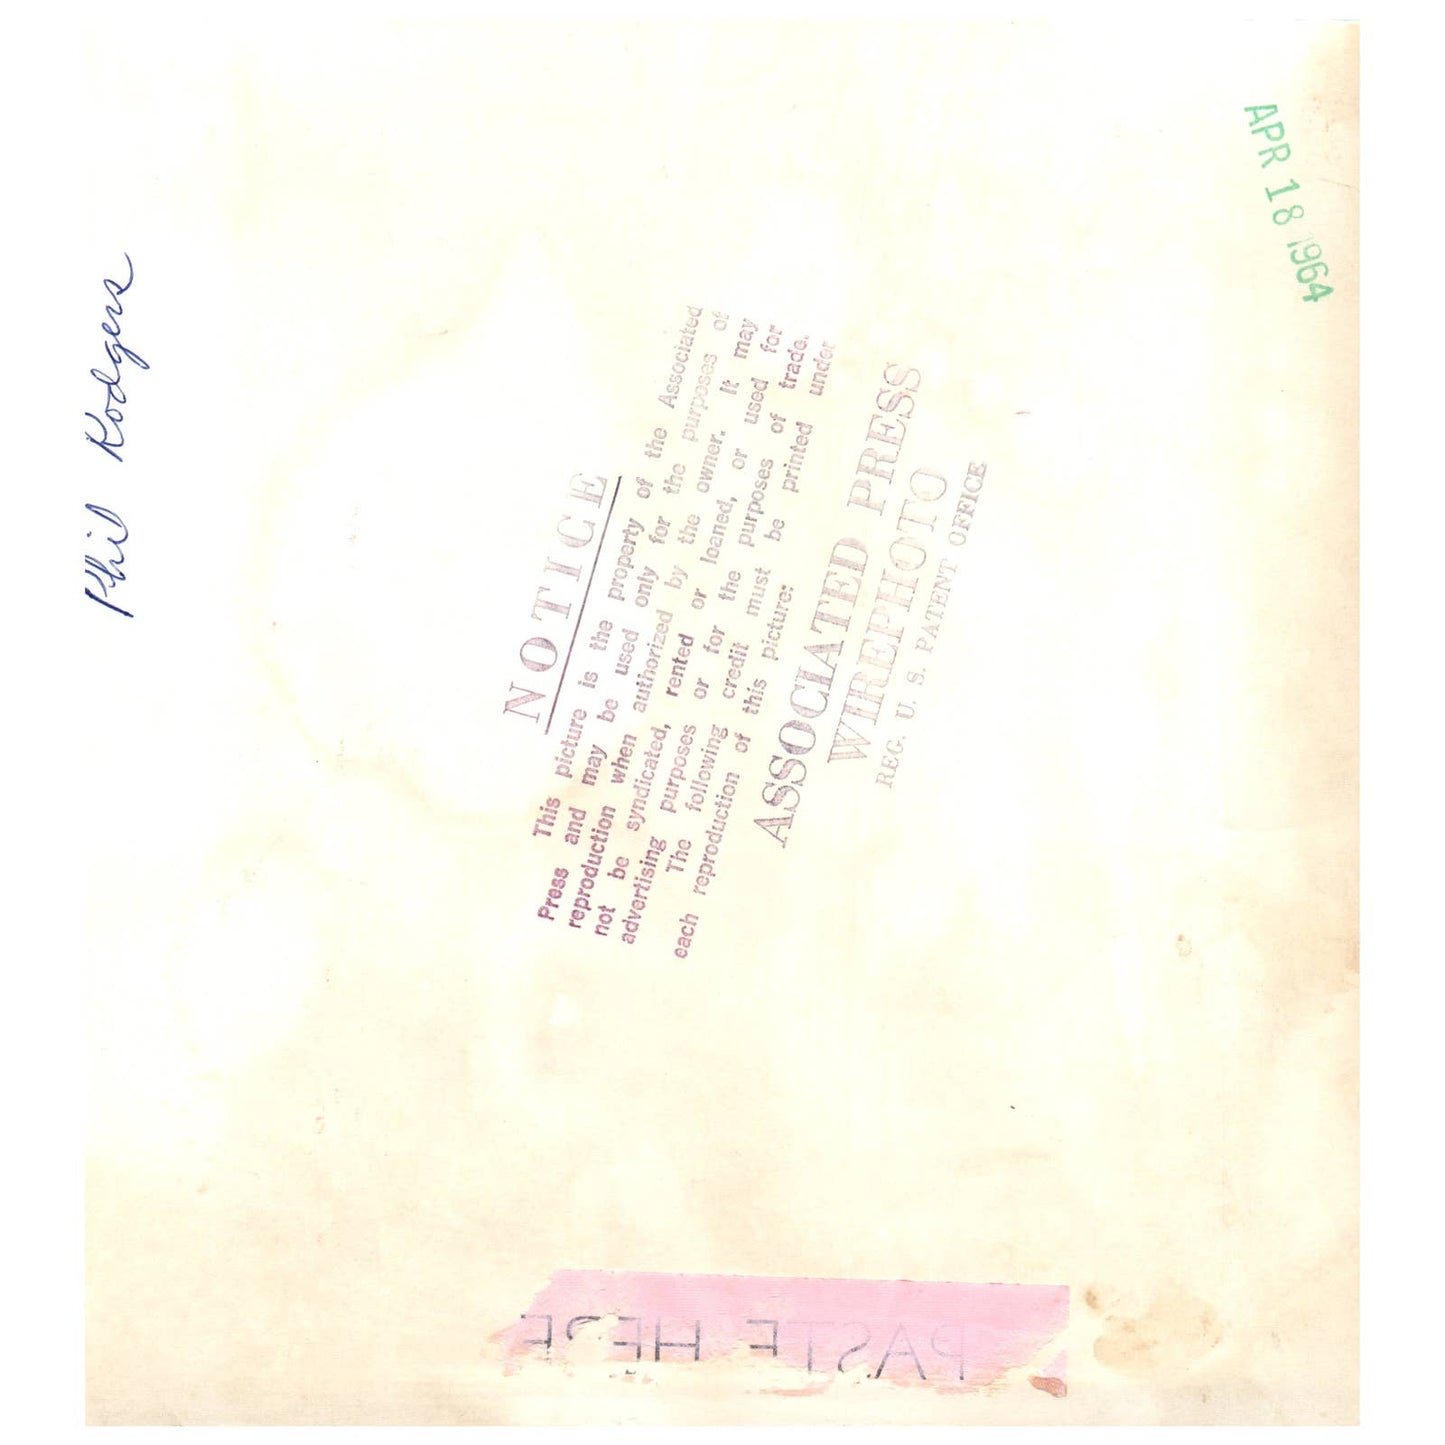 Phil Rodgers
APR 18 1964
NOTICE
This picture is the property of the Associated
Press and may be used only for the purposes of
reproduction when authorized by the owner. It may
not be syndicated, rented or loaned, or used for
advertising purposes or for the purposes of trade.
The following credit must be printed under
each reproduction of this picture:
ASSOCIATED PRESS
WIREPHOTO
REG. U. S. PATENT OFFICE
PASTE HERE